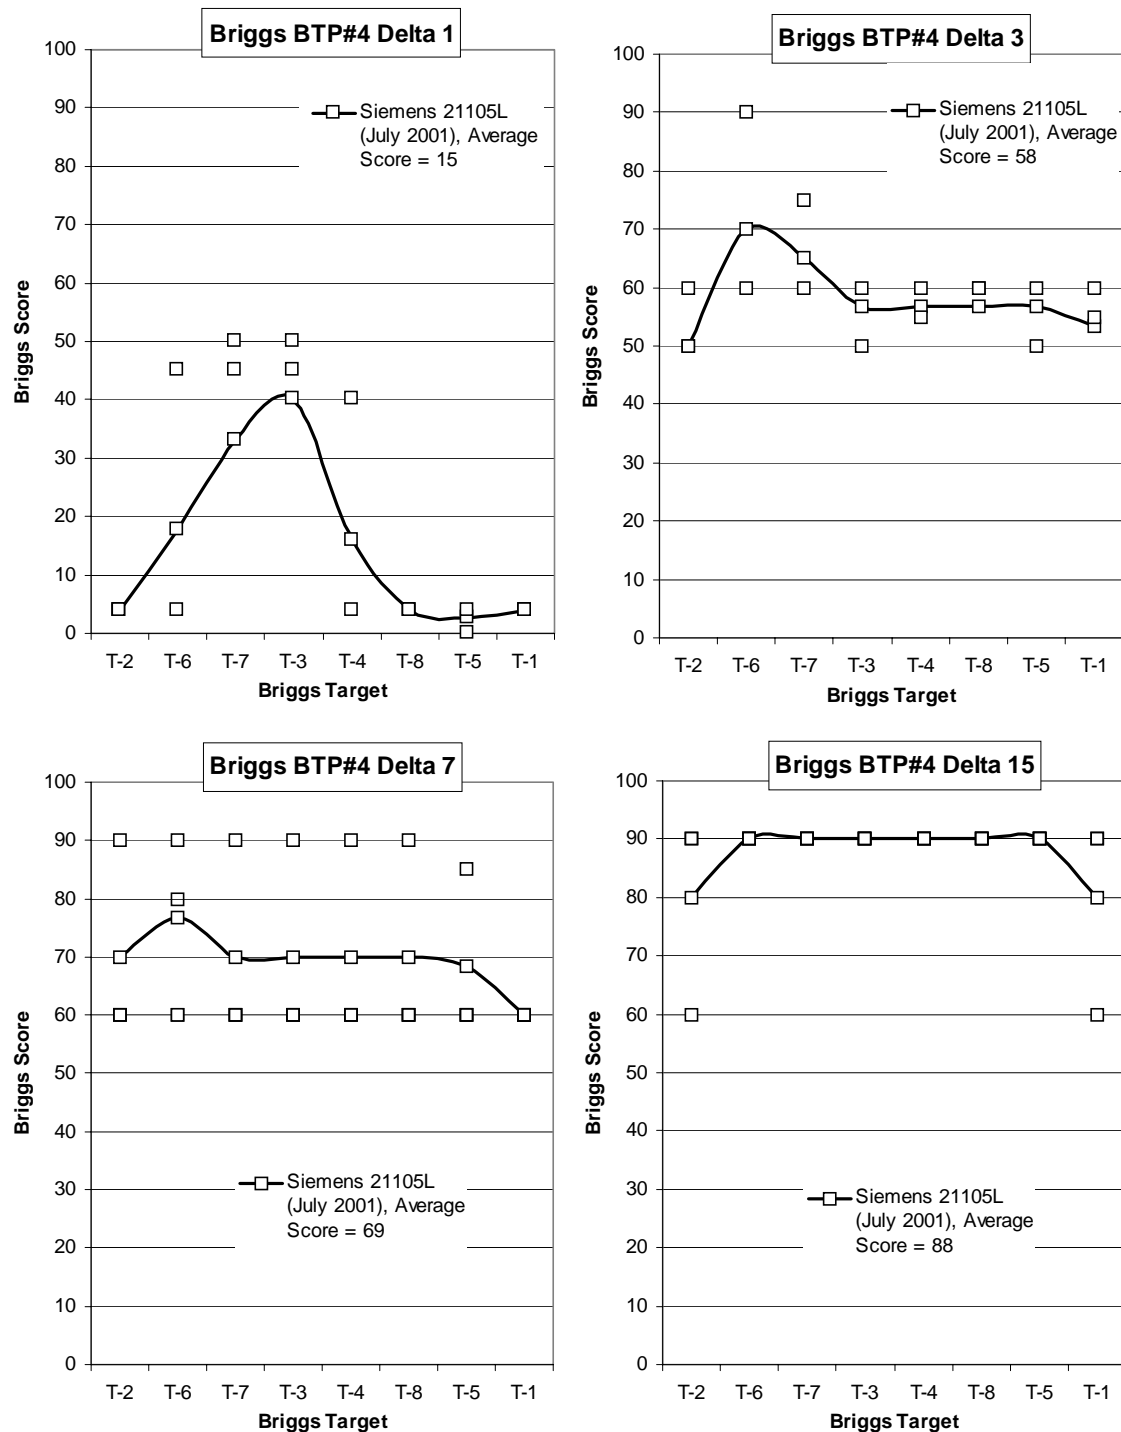 Briggs BTP#4 Delta 1
100
90
80
70
60
50
40
30
20
10
0
Briggs Score
Siemens 21105L
(July 2001), Average
Score = 15
T-2 T-6 T-7 T-3 T-4 T-8 T-5 T-1
Briggs Target
Briggs BTP#4 Delta 3
100
90
80
70
60
50
40
30
20
10
0
Briggs Score
Siemens 21105L
(July 2001), Average
Score = 58
T-2 T-6 T-7 T-3 T-4 T-8 T-5 T-1
Briggs Target
Briggs BTP#4 Delta 7
100
90
80
70
60
50
40
30
20
10
0
Briggs Score
Siemens 21105L
(July 2001), Average
Score = 69
T-2 T-6 T-7 T-3 T-4 T-8 T-5 T-1
Briggs Target
Briggs BTP#4 Delta 15
100
90
80
70
60
50
40
30
20
10
0
Briggs Score
Siemens 21105L
(July 2001), Average
Score = 88
T-2 T-6 T-7 T-3 T-4 T-8 T-5 T-1
Briggs Target